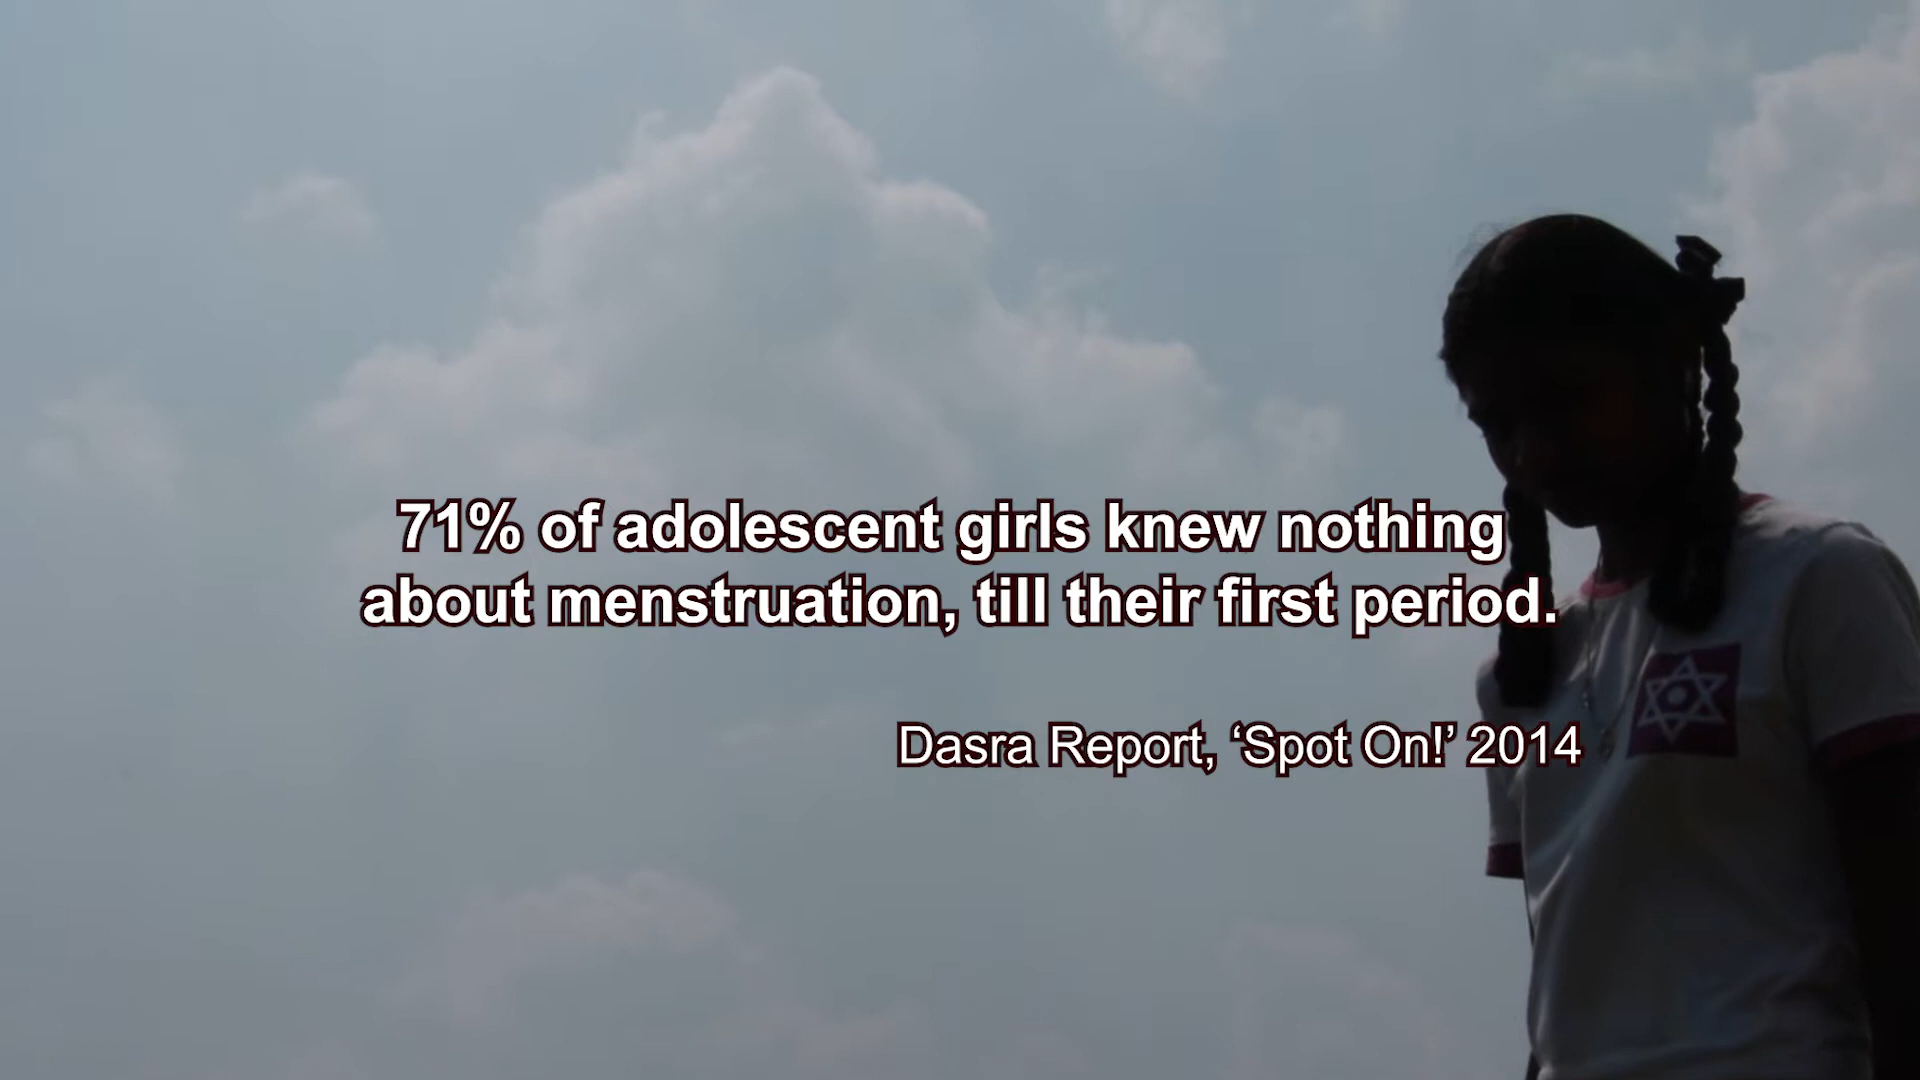 71% of adolescent girls knew nothing
about menstruation, till their first period.
Dasra Report, ‘Spot On!’ 2014